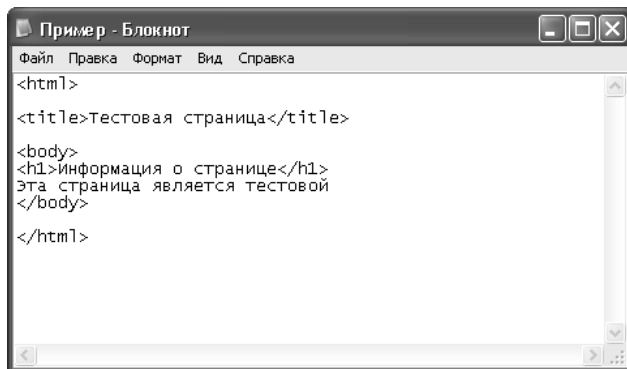 Пример - Блокнот
Файл Правка Формат Вид Справка
<html>
<title>Тестовая страница</title>
<body>
<h1>Информация о странице</h1>
Эта страница является тестовой
</body>
</html>